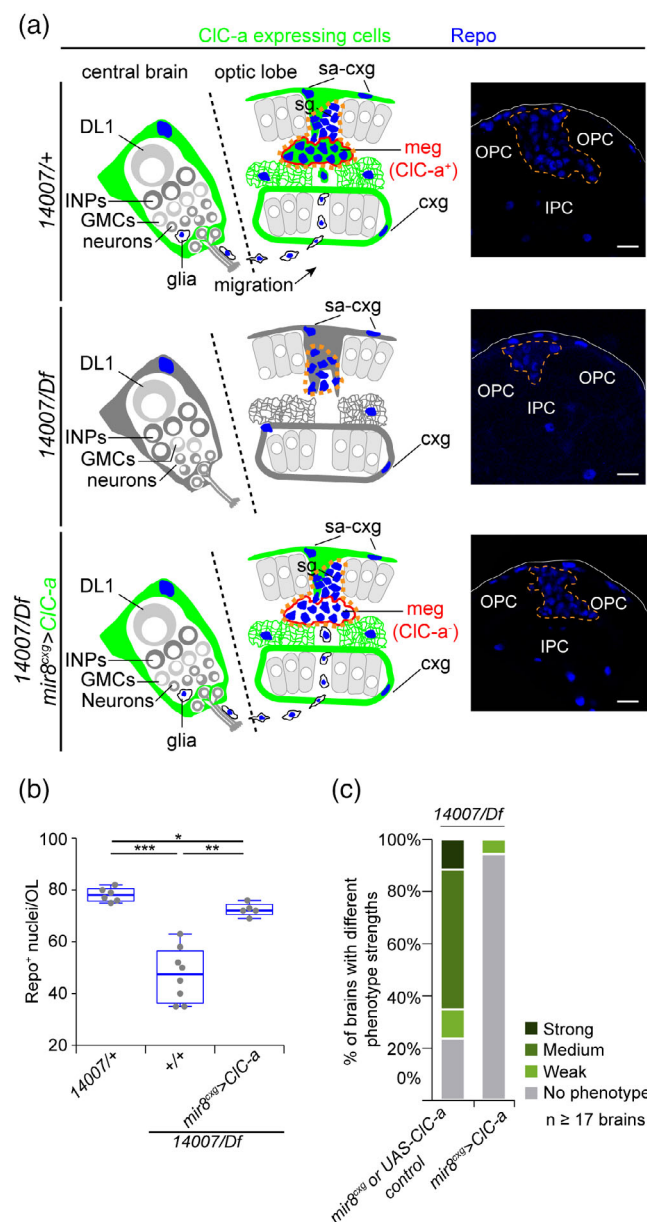 (a)
ClC-a expressing cells Repo
central brain optic lobe
14007/+
sa-cxg
sg
DL1
meg
(ClC-a⁺)
INPs
GMCs
neurons
glia
cxg
migration
OPC OPC
IPC
14007/Df
sa-cxg
DL1
INPs
GMCs
neurons
cxg
OPC OPC
IPC
14007/Df
mir8ᶜˣᵍ>ClC-a
sa-cxg
sg
DL1
meg
(ClC-a⁻)
INPs
GMCs
Neurons
glia
cxg
OPC OPC
IPC
(b)
Repo⁺ nuclei/OL
100
80
60
40
20
*
*** **
14007/+
+/+
mir8ᶜˣᵍ>ClC-a
14007/Df
(c)
14007/Df
% of brains with different
phenotype strengths
100%
80%
60%
40%
20%
0%
Strong
Medium
Weak
No phenotype
n ≥ 17 brains
mir8ᶜˣᵍ or UAS-ClC-a
control
mir8ᶜˣᵍ>ClC-a